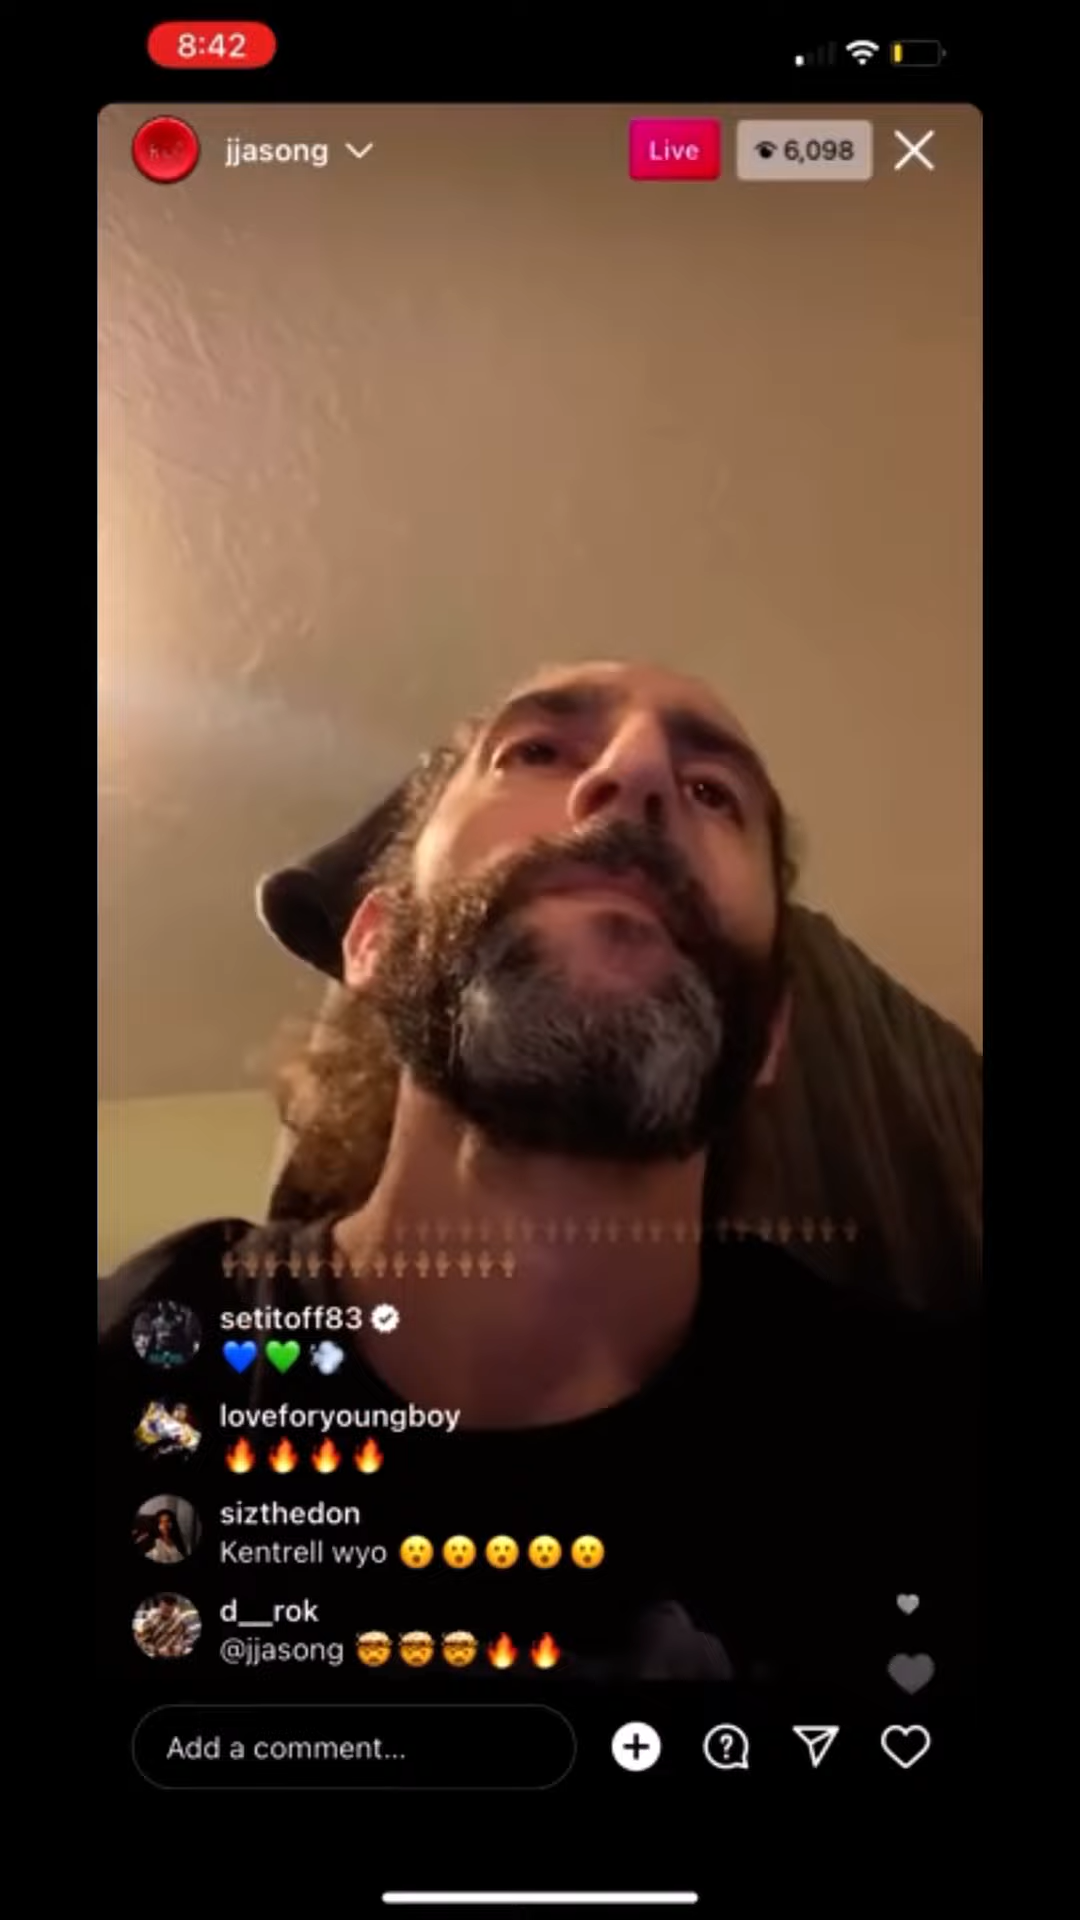 8:42
jjasong
Live
6,098
setitoff83
💙💚💨
loveforyoungboy
🔥🔥🔥🔥
sizthedon
Kentrell wyo 😮😮😮😮😮
d__rok
@jjasong 🤯🤯🤯🔥🔥
Add a comment...